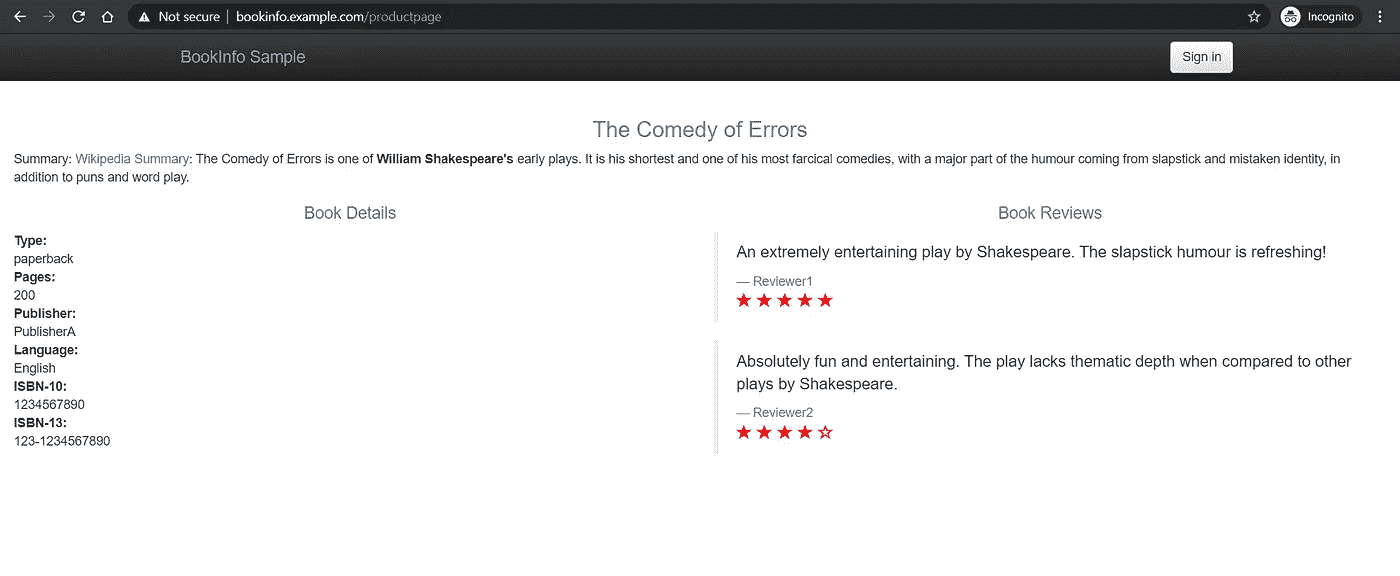 Not secure | bookinfo.example.com/productpage
Incognito
BookInfo Sample
Sign in
The Comedy of Errors
Summary: Wikipedia Summary: The Comedy of Errors is one of William Shakespeare's early plays. It is his shortest and one of his most farcical comedies, with a major part of the humour coming from slapstick and mistaken identity, in
addition to puns and word play.
Book Details
Type:
paperback
Pages:
200
Publisher:
PublisherA
Language:
English
ISBN-10:
1234567890
ISBN-13:
123-1234567890
Book Reviews
An extremely entertaining play by Shakespeare. The slapstick humour is refreshing!
— Reviewer1
Absolutely fun and entertaining. The play lacks thematic depth when compared to other
plays by Shakespeare.
— Reviewer2